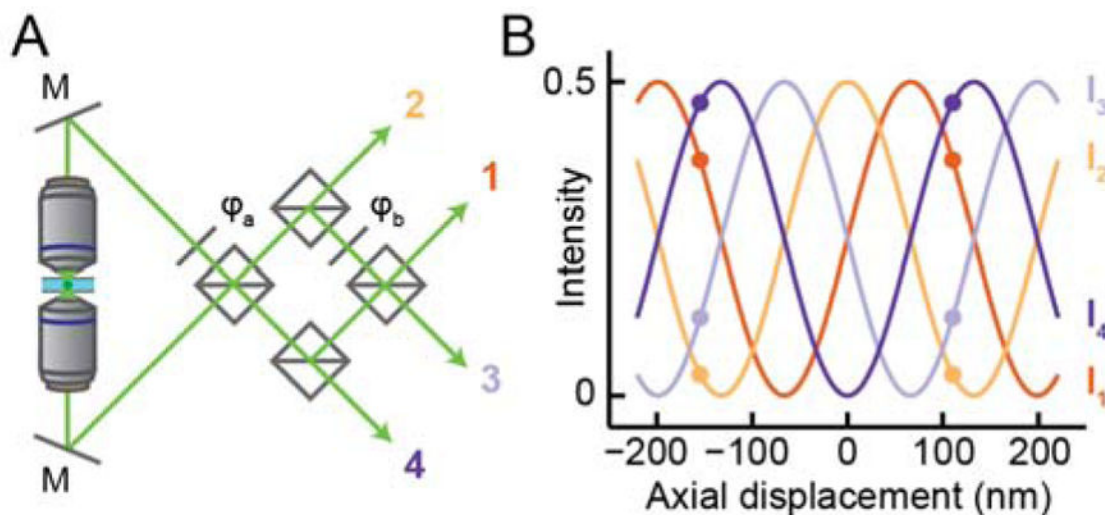 A
M
φa
φb
2
1
3
4
M
B
Intensity
0.5
0
−200 −100 0 100 200
Axial displacement (nm)
I3
I2
I4
I1